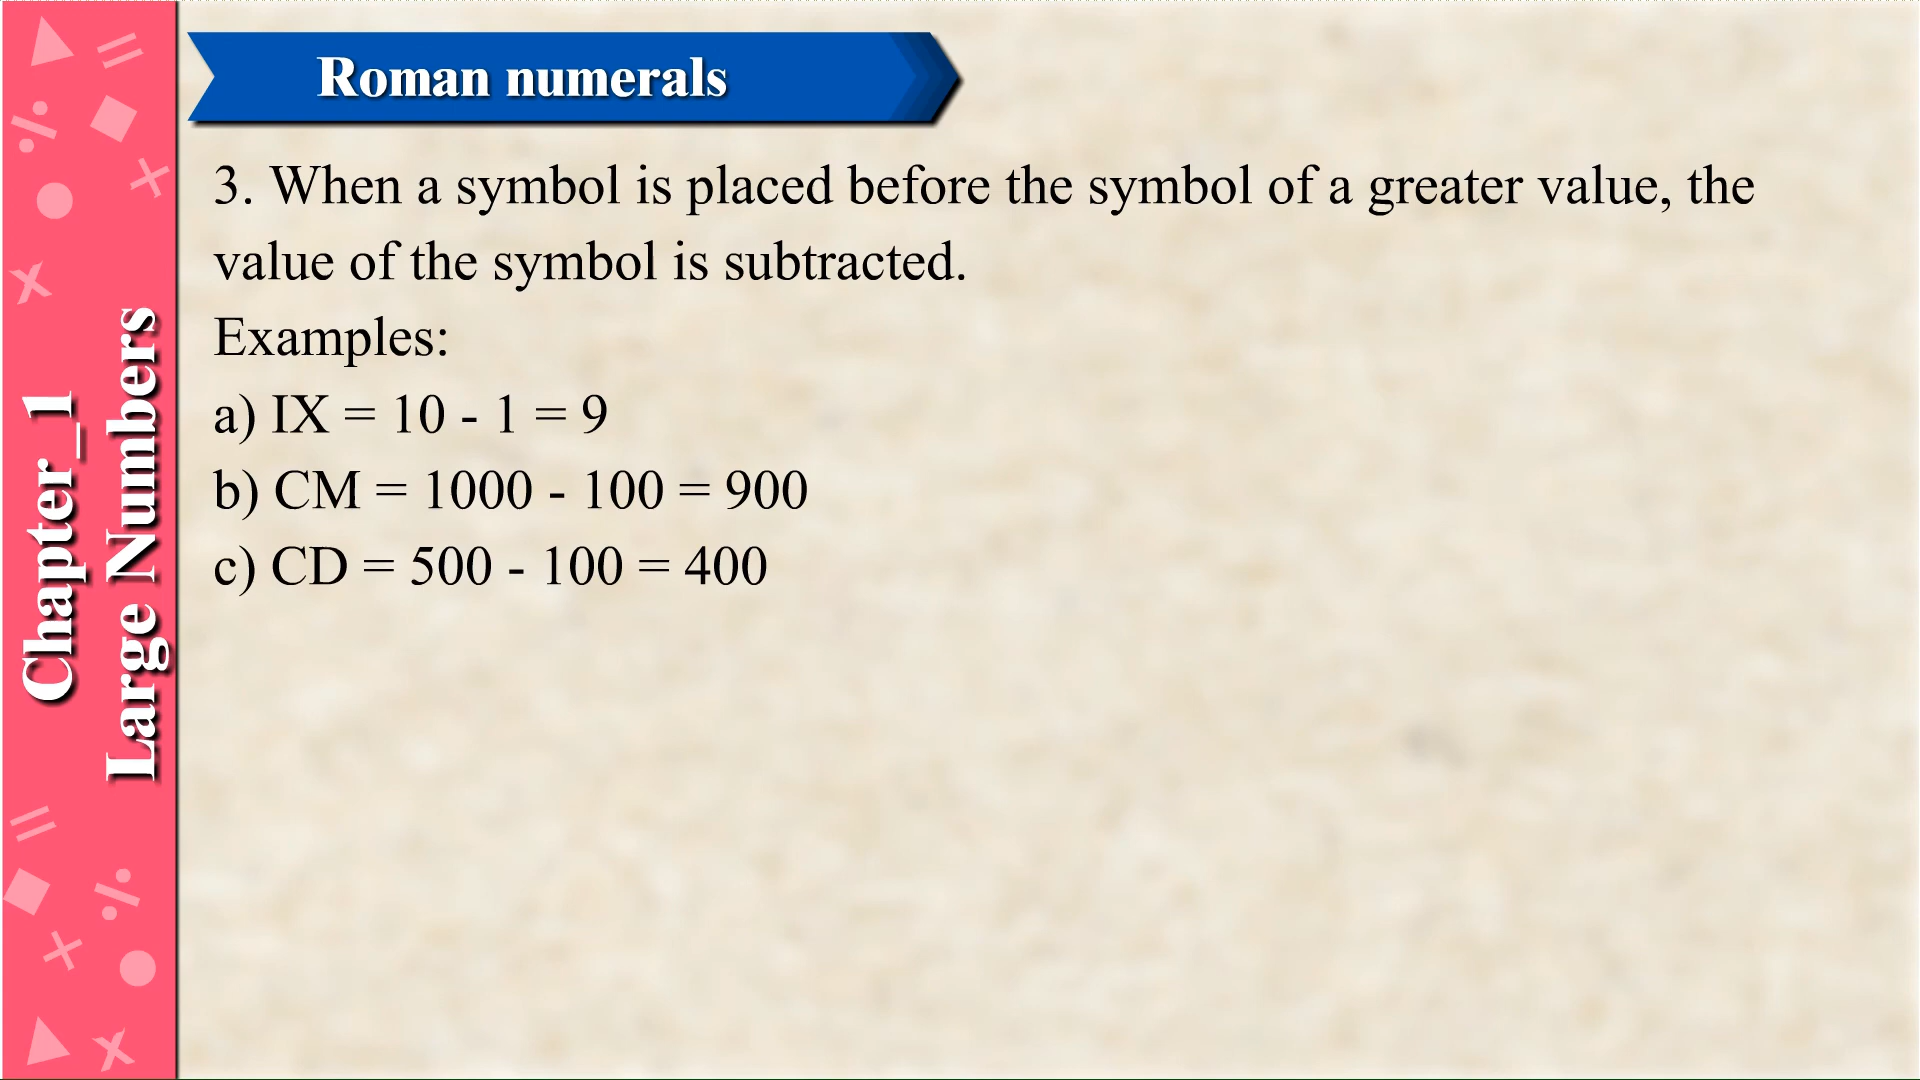 Chapter_1
Large Numbers
Roman numerals
3. When a symbol is placed before the symbol of a greater value, the
value of the symbol is subtracted.
Examples:
a) IX = 10 - 1 = 9
b) CM = 1000 - 100 = 900
c) CD = 500 - 100 = 400